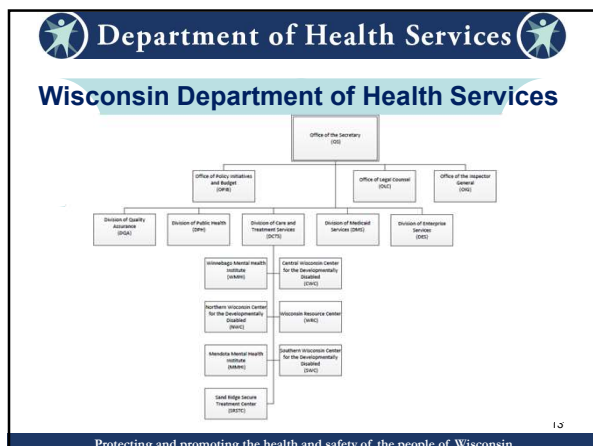 Department of Health Services
Wisconsin Department of Health Services
Office of the Secretary
(OS)
Office of Policy Initiatives
and Budget
(OPIB)
Office of Legal Counsel
(OLC)
Office of the Inspector
General
(OIG)
Division of Quality
Assurance
(DQA)
Division of Public Health
(DPH)
Division of Care and
Treatment Services
(DCTS)
Division of Medicaid
Services (DMS)
Division of Enterprise
Services
(DES)
Winnebago Mental Health
Institute
(WMHI)
Central Wisconsin Center
for the Developmentally
Disabled
(CWC)
Northern Wisconsin Center
for the Developmentally
Disabled
(NWC)
Wisconsin Resource Center
(WRC)
Mendota Mental Health
Institute
(MMHI)
Southern Wisconsin Center
for the Developmentally
Disabled
(SWC)
Sand Ridge Secure
Treatment Center
(SRSTC)
13
Protecting and promoting the health and safety of the people of Wisconsin